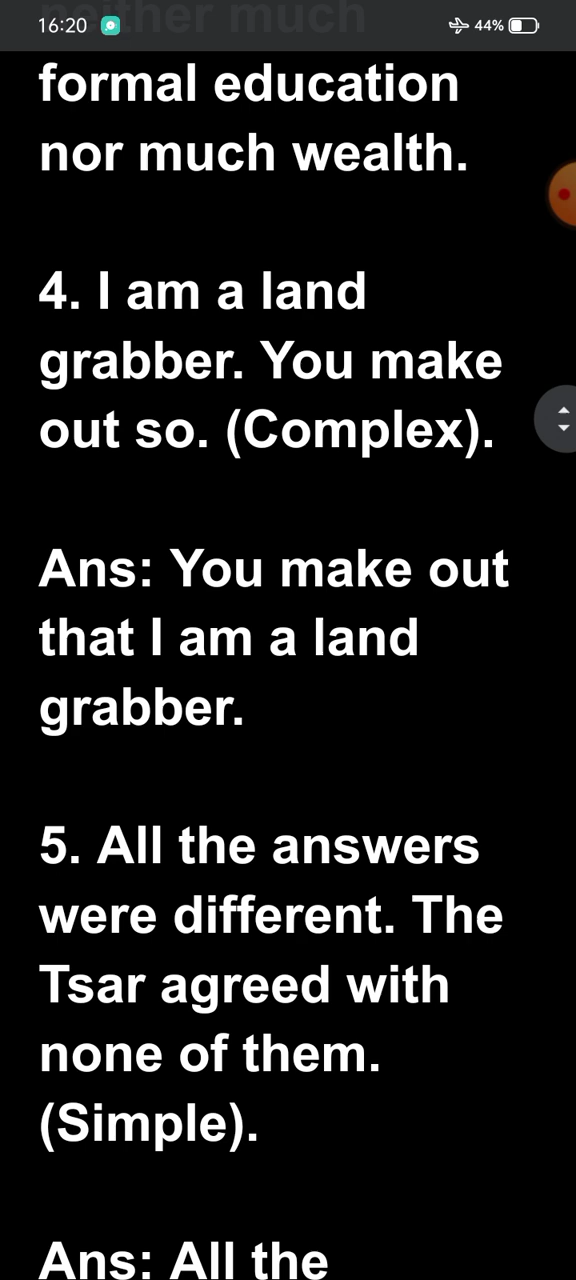 16:20
44%
neither much
formal education
nor much wealth.
4. I am a land
grabber. You make
out so. (Complex).
Ans: You make out
that I am a land
grabber.
5. All the answers
were different. The
Tsar agreed with
none of them.
(Simple).
Ans: All the